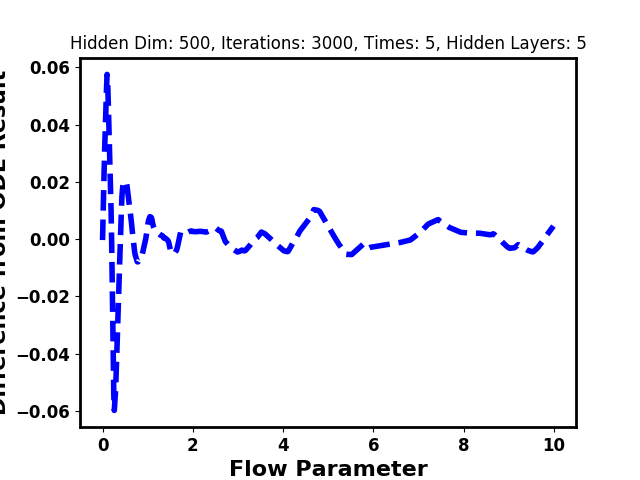 Hidden Dim: 500, Iterations: 3000, Times: 5, Hidden Layers: 5
Difference from ODE Result
0.06
0.04
0.02
0.00
−0.02
−0.04
−0.06
0 2 4 6 8 10
Flow Parameter